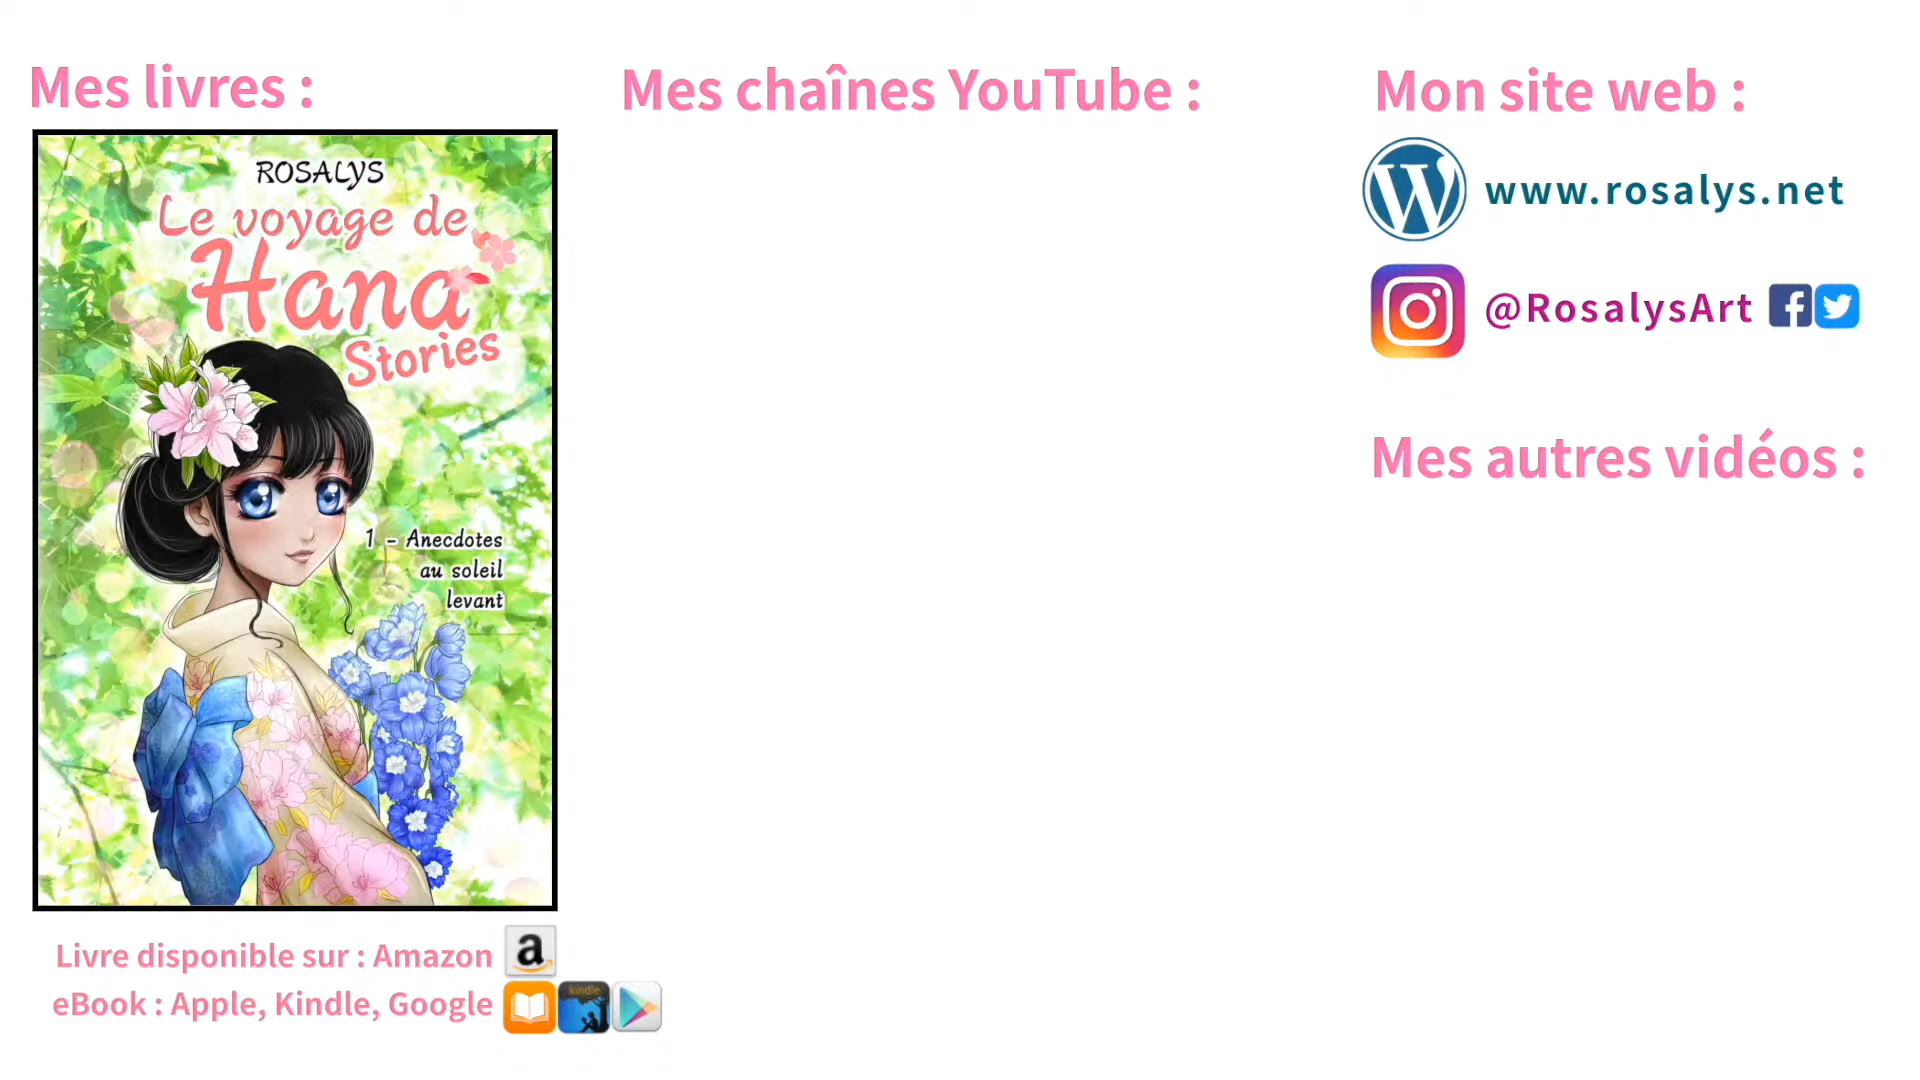 Mes livres :
ROSALYS
Le voyage de
Hana
Stories
1 - Anecdotes
au soleil
levant
Livre disponible sur : Amazon
a
eBook : Apple, Kindle, Google
kindle
Mes chaînes YouTube :
Mon site web :
www.rosalys.net
@RosalysArt
Mes autres vidéos :